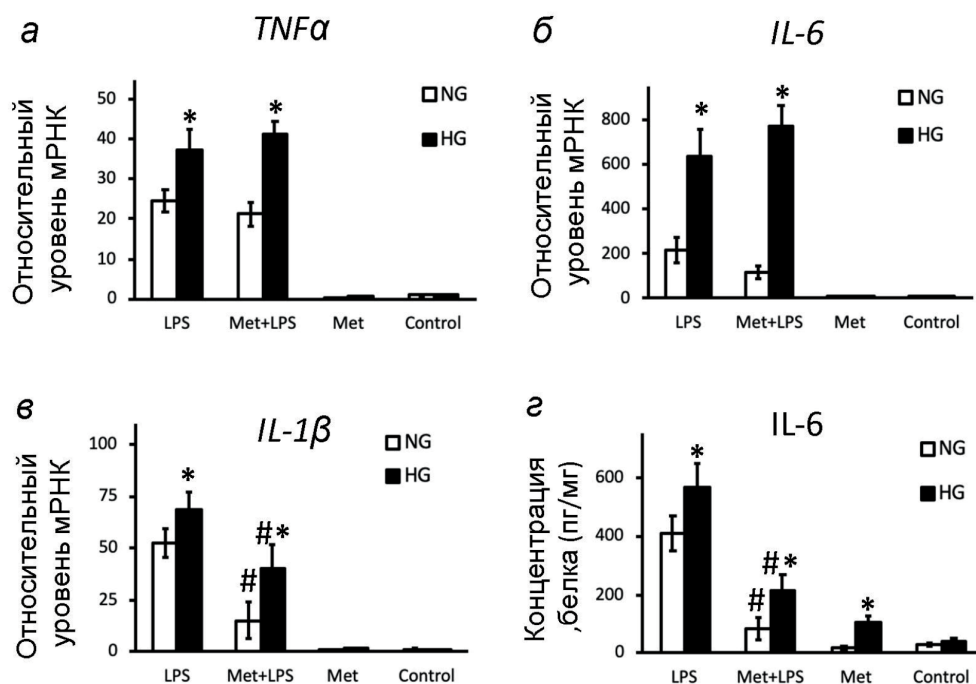 а
TNFα
Относительный
уровень мРНК
50
40
30
20
10
0
NG
HG
*
*
LPS
Met+LPS
Met
Control
б
IL-6
Относительный
уровень мРНК
800
600
400
200
0
NG
HG
*
*
LPS
Met+LPS
Met
Control
в
IL-1β
Относительный
уровень мРНК
100
75
50
25
0
NG
HG
*
#
#*
LPS
Met+LPS
Met
Control
г
IL-6
Концентрация
,белка (пг/мг)
600
400
200
0
NG
HG
*
#
#*
*
LPS
Met+LPS
Met
Control